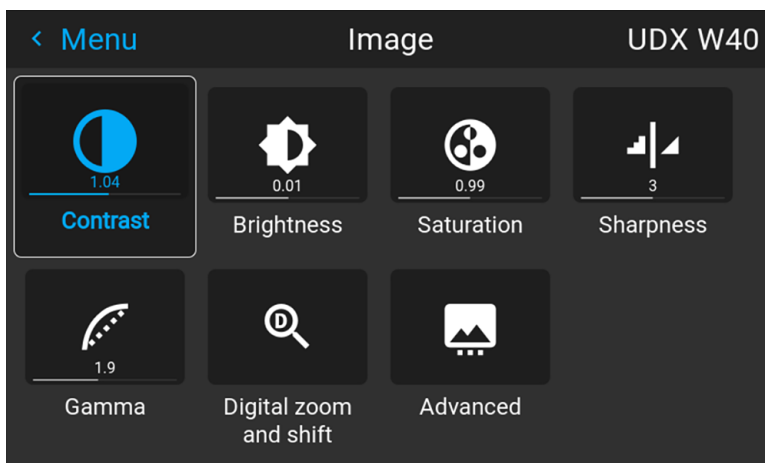 < Menu
Image
UDX W40
1.04
0.01
0.99
3
Contrast
Brightness
Saturation
Sharpness
1.9
D
Gamma
Digital zoom
and shift
Advanced